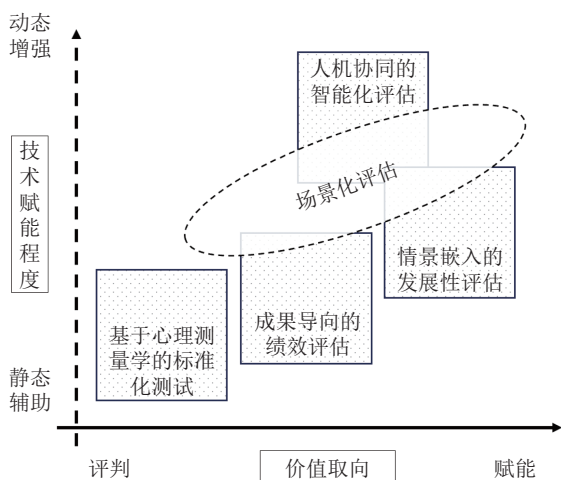 动态
增强
人机协同的
智能化评估
技
术
赋
能
程
度
场景化评估
情景嵌入的
发展性评估
成果导向的
绩效评估
基于心理测
量学的标准
化测试
静态
辅助
评判
价值取向
赋能